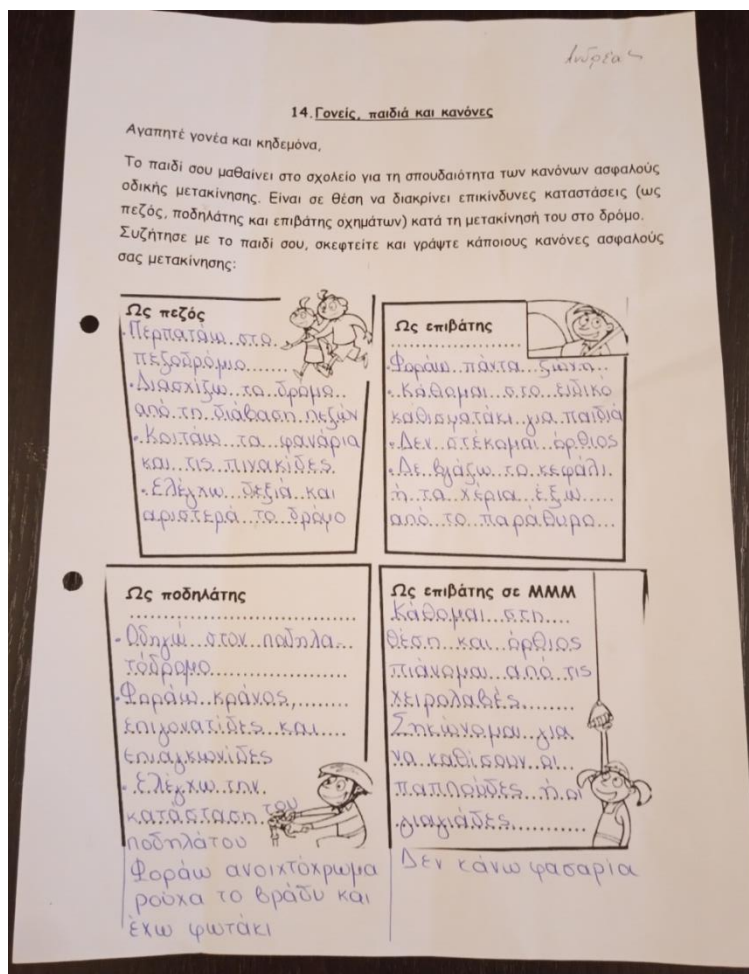 Ανδρέας
14. Γονείς, παιδιά και κανόνες
Αγαπητέ γονέα και κηδεμόνα,
Το παιδί σου μαθαίνει στο σχολείο για τη σπουδαιότητα των κανόνων ασφαλούς
οδικής μετακίνησης. Είναι σε θέση να διακρίνει επικίνδυνες καταστάσεις (ως
πεζός, ποδηλάτης και επιβάτης οχημάτων) κατά τη μετακίνησή του στο δρόμο.
Συζήτησε με το παιδί σου, σκεφτείτε και γράψτε κάποιους κανόνες ασφαλούς
σας μετακίνησης:
Ως πεζός
• Περπατάω στο
πεζοδρόμιο
• Διασχίζω το δρόμο
από τη διάβαση πεζών
• Κοιτάω τα φανάρια
και τις πινακίδες
• Ελέγχω δεξιά και
αριστερά το δρόμο
Ως επιβάτης
• Φοράω πάντα ζώνη
• Κάθομαι στο ειδικό
καθισματάκι για παιδιά
• Δεν στέκομαι όρθιος
• Δε βγάζω το κεφάλι
ή τα χέρια έξω
από το παράθυρο
Ως ποδηλάτης
• Οδηγώ στον ποδηλα
τόδρομο
• Φοράω κράνος,
επιγονατίδες και
επιαγκωνίδες
• Ελέγχω την
κατάσταση του
ποδηλάτου
Φοράω ανοιχτόχρωμα
ρούχα το βράδυ και
έχω φωτάκι
Ως επιβάτης σε ΜΜΜ
Κάθομαι στη
θέση και όρθιος
πιάνομαι από τις
χειρολαβές
Σηκώνομαι για
να καθίσουν οι
παππούδες ή οι
γιαγιάδες
Δεν κάνω φασαρία